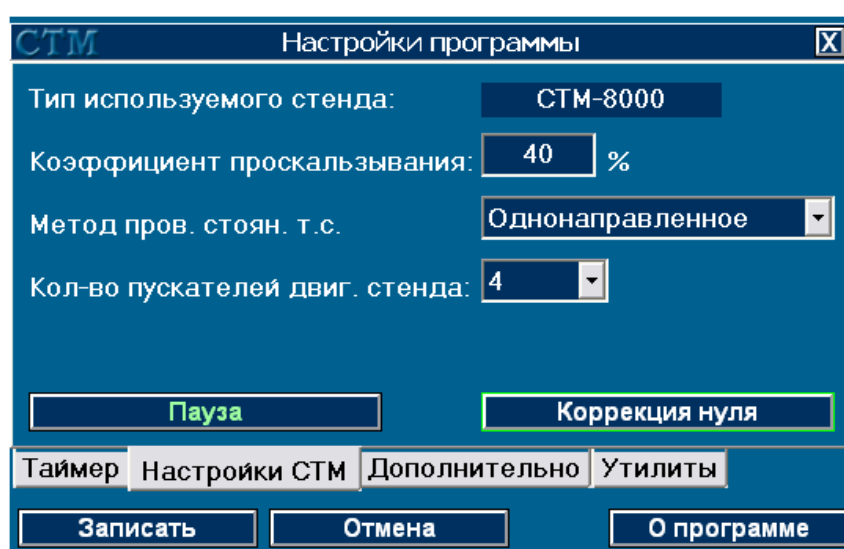 СТМ Настройки программы X
Тип используемого стенда: СТМ-8000
Коэффициент проскальзывания: 40 %
Метод пров. стоян. т.с. Однонаправленное
Кол-во пускателей двиг. стенда: 4
Пауза Коррекция нуля
Таймер Настройки СТМ Дополнительно Утилиты
Записать Отмена О программе